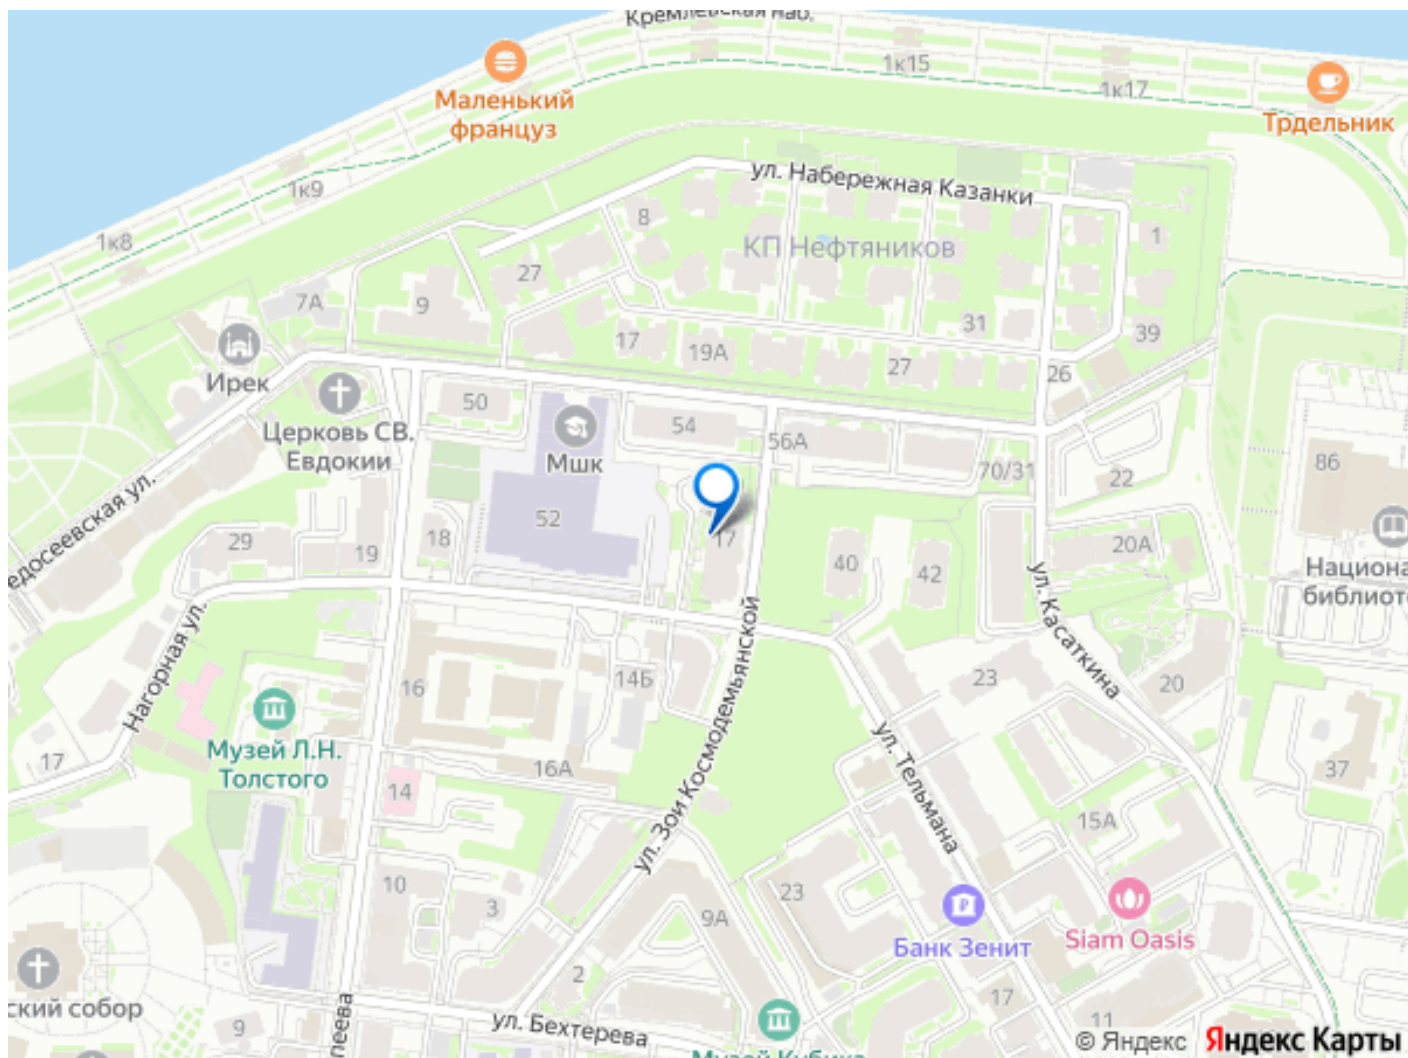 Кремлёвская наб.
1к15
1к17
Маленький
француз
Трдельник
1к9
ул. Набережная Казанки
8
1к8
КП Нефтяников
1
27
7А
9
31
39
17
19А
27
26
Ирек
50
54
56А
Церковь СВ.
Евдокии
Мшк
70/31
22
86
52
17
29
19
18
40
42
20А
Национа
библиот
едосеевская ул.
Нагорная ул.
ул. Касаткина
ул. Зои Космодемьянской
16
14Б
23
20
Музей Л.Н.
Толстого
17
16А
14
37
15А
ул. Тельмана
10
3
9А
23
Банк Зенит
Siam Oasis
2
17
11
ский собор
9
пеева
ул. Бехтерева
Музей Кубика
© Яндекс Яндекс Карты